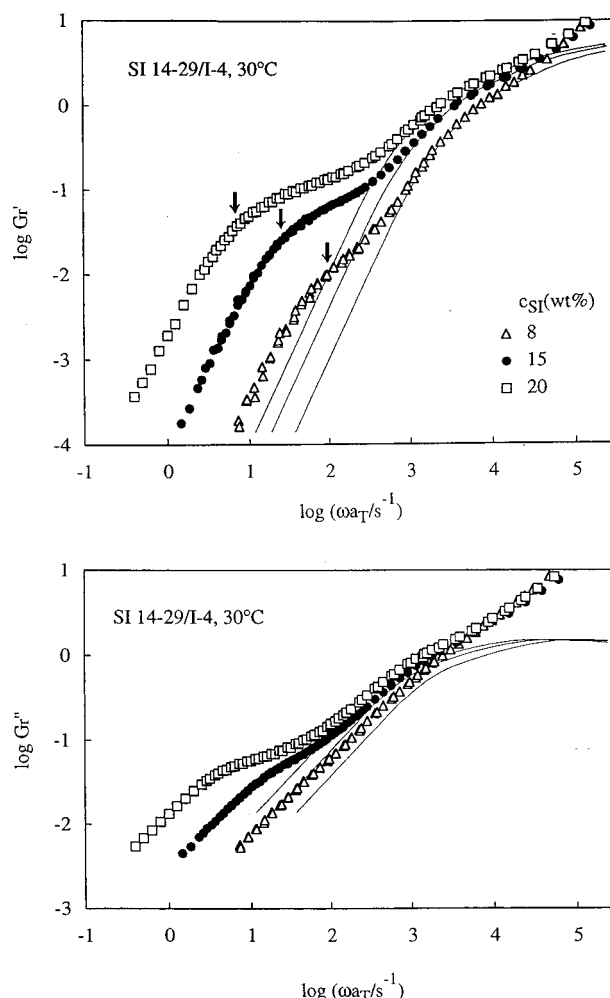 1
SI 14-29/I-4, 30°C
0
-1
log Gr'
-2
c_SI(wt%)
8
15
-3
20
-4
-1 0 1 2 3 4 5
log (ωa_T/s⁻¹)
1
SI 14-29/I-4, 30°C
0
log Gr"
-1
-2
-3
-1 0 1 2 3 4 5
log (ωa_T/s⁻¹)